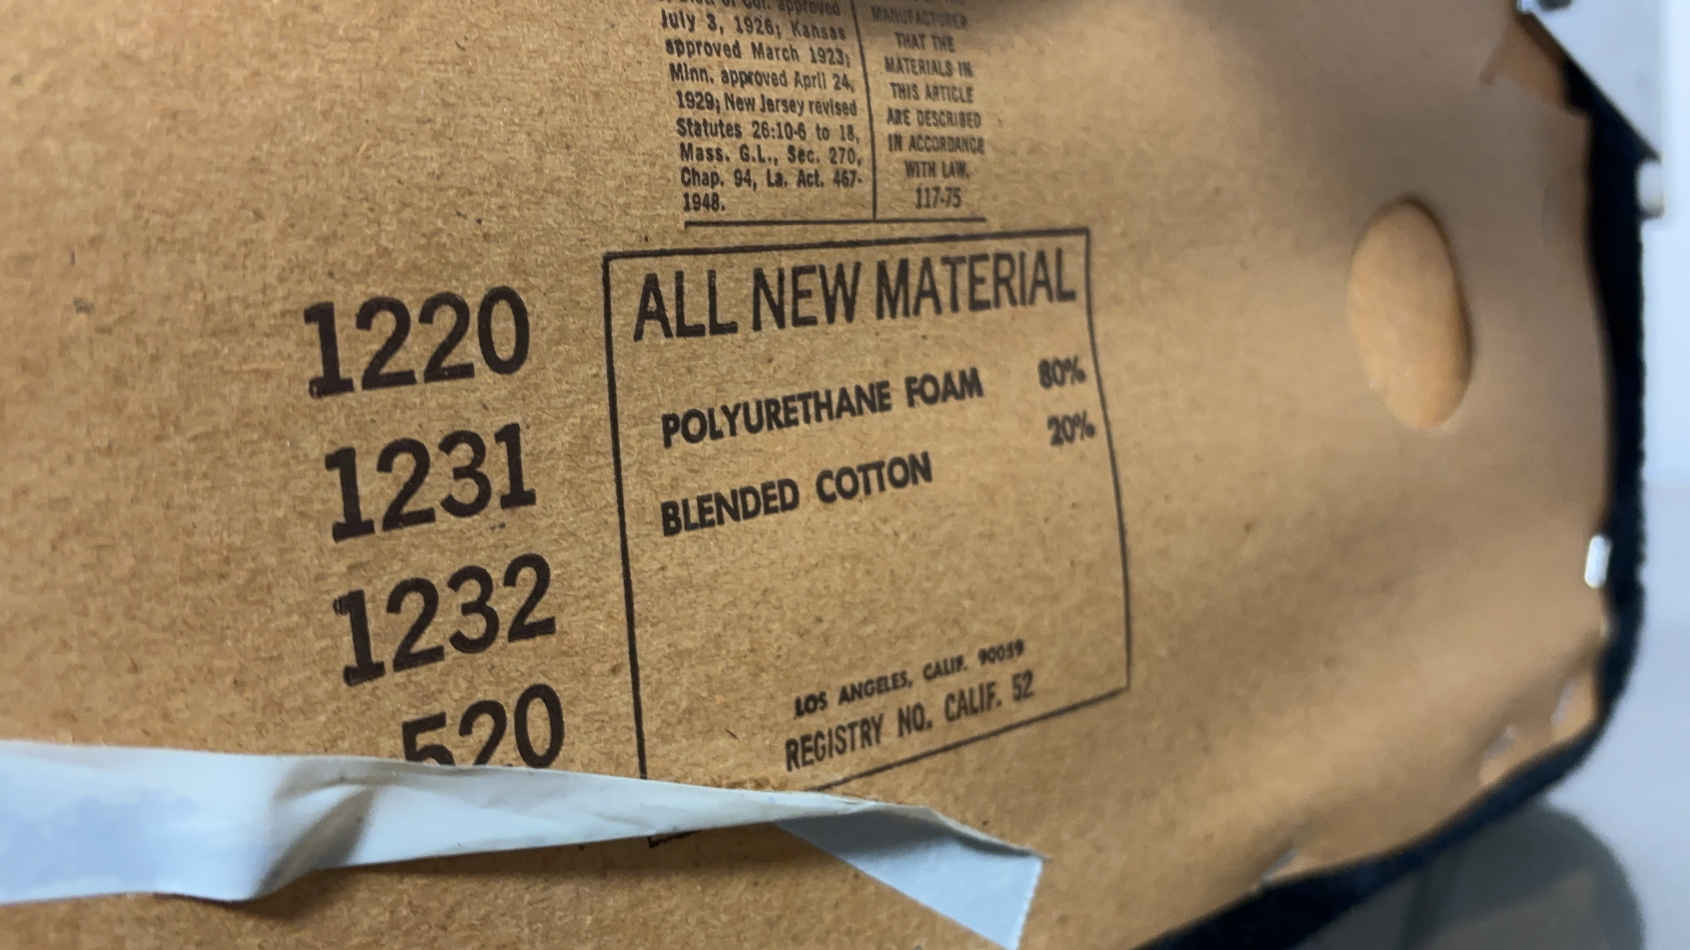 of Col. approved
July 3, 1926; Kansas
approved March 1923;
Minn. approved April 24,
1929; New Jersey revised
Statutes 26:10-6 to 18,
Mass. G.L., Sec. 270,
Chap. 94, La. Act. 467-
1948.
MANUFACTURER
THAT THE
MATERIALS IN
THIS ARTICLE
ARE DESCRIBED
IN ACCORDANCE
WITH LAW.
117-75
1220
1231
1232
520
ALL NEW MATERIAL
POLYURETHANE FOAM 80%
BLENDED COTTON 20%
LOS ANGELES, CALIF. 90059
REGISTRY NO. CALIF. 52